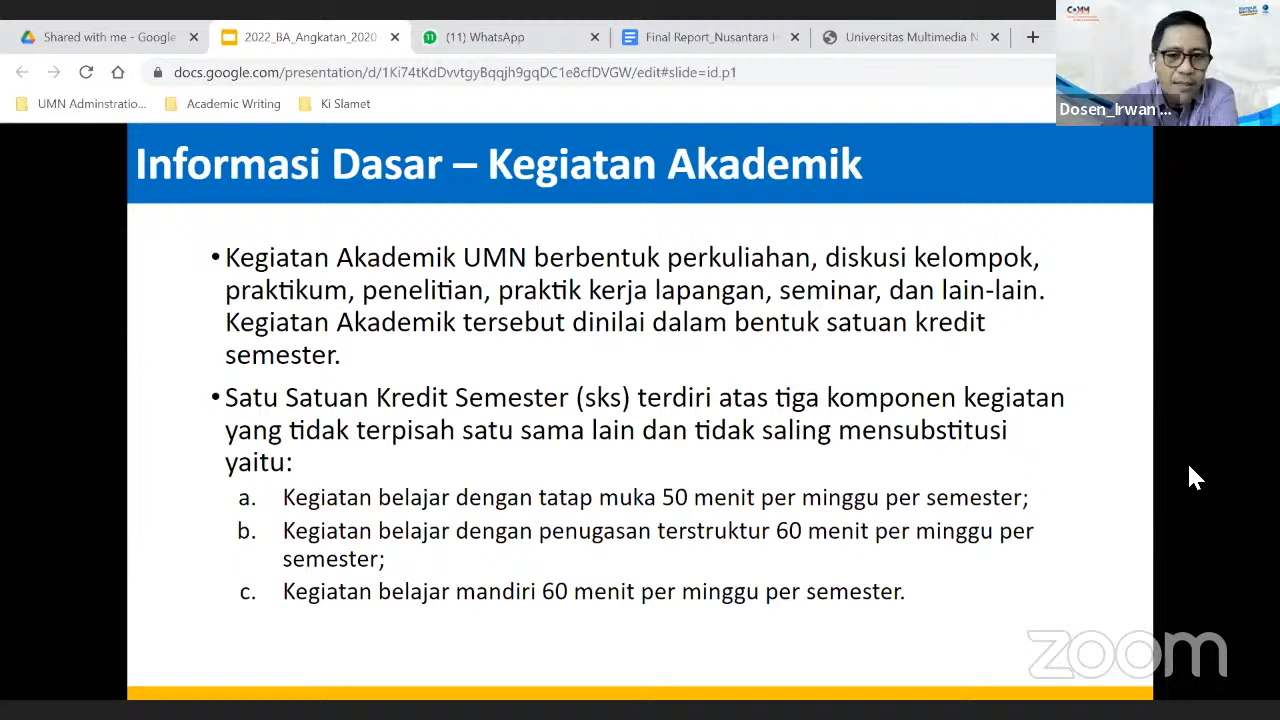 Shared with me - Google
2022_BA_Angkatan_2021
(11) WhatsApp
Final Report_Nusantara
Universitas Multimedia N
docs.google.com/presentation/d/1Ki74tKdDvvtgyBqqjh9gqDC1e8cfDVGW/edit#slide=id.p1
UMN Adminstratio...
Academic Writing
Ki Slamet
COMM
Dosen_Irwan ...
Informasi Dasar – Kegiatan Akademik
• Kegiatan Akademik UMN berbentuk perkuliahan, diskusi kelompok,
praktikum, penelitian, praktik kerja lapangan, seminar, dan lain-lain.
Kegiatan Akademik tersebut dinilai dalam bentuk satuan kredit
semester.
• Satu Satuan Kredit Semester (sks) terdiri atas tiga komponen kegiatan
yang tidak terpisah satu sama lain dan tidak saling mensubstitusi
yaitu:
a. Kegiatan belajar dengan tatap muka 50 menit per minggu per semester;
b. Kegiatan belajar dengan penugasan terstruktur 60 menit per minggu per
semester;
c. Kegiatan belajar mandiri 60 menit per minggu per semester.
zoom